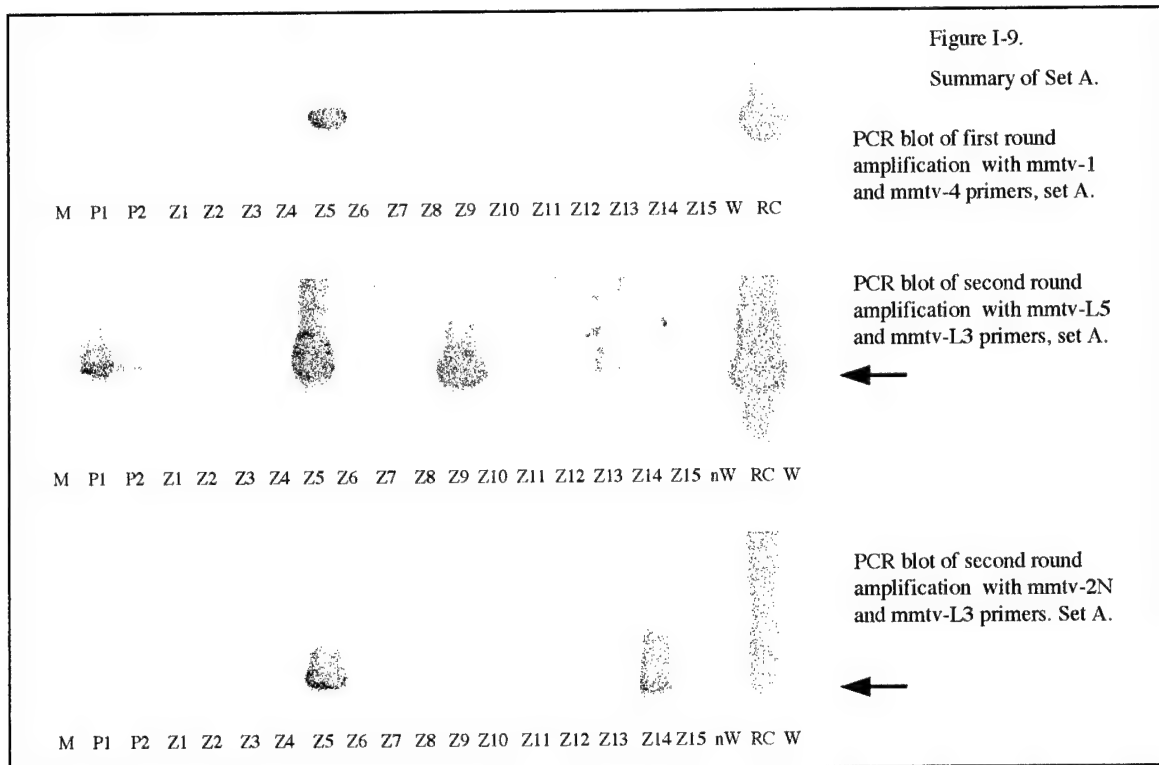 Figure I-9.
Summary of Set A.
PCR blot of first round
amplification with mmtv-1
and mmtv-4 primers, set A.
M P1 P2 Z1 Z2 Z3 Z4 Z5 Z6 Z7 Z8 Z9 Z10 Z11 Z12 Z13 Z14 Z15 W RC
PCR blot of second round
amplification with mmtv-L5
and mmtv-L3 primers, set A.
M P1 P2 Z1 Z2 Z3 Z4 Z5 Z6 Z7 Z8 Z9 Z10 Z11 Z12 Z13 Z14 Z15 nW RC W
PCR blot of second round
amplification with mmtv-2N
and mmtv-L3 primers. Set A.
M P1 P2 Z1 Z2 Z3 Z4 Z5 Z6 Z7 Z8 Z9 Z10 Z11 Z12 Z13 Z14 Z15 nW RC W